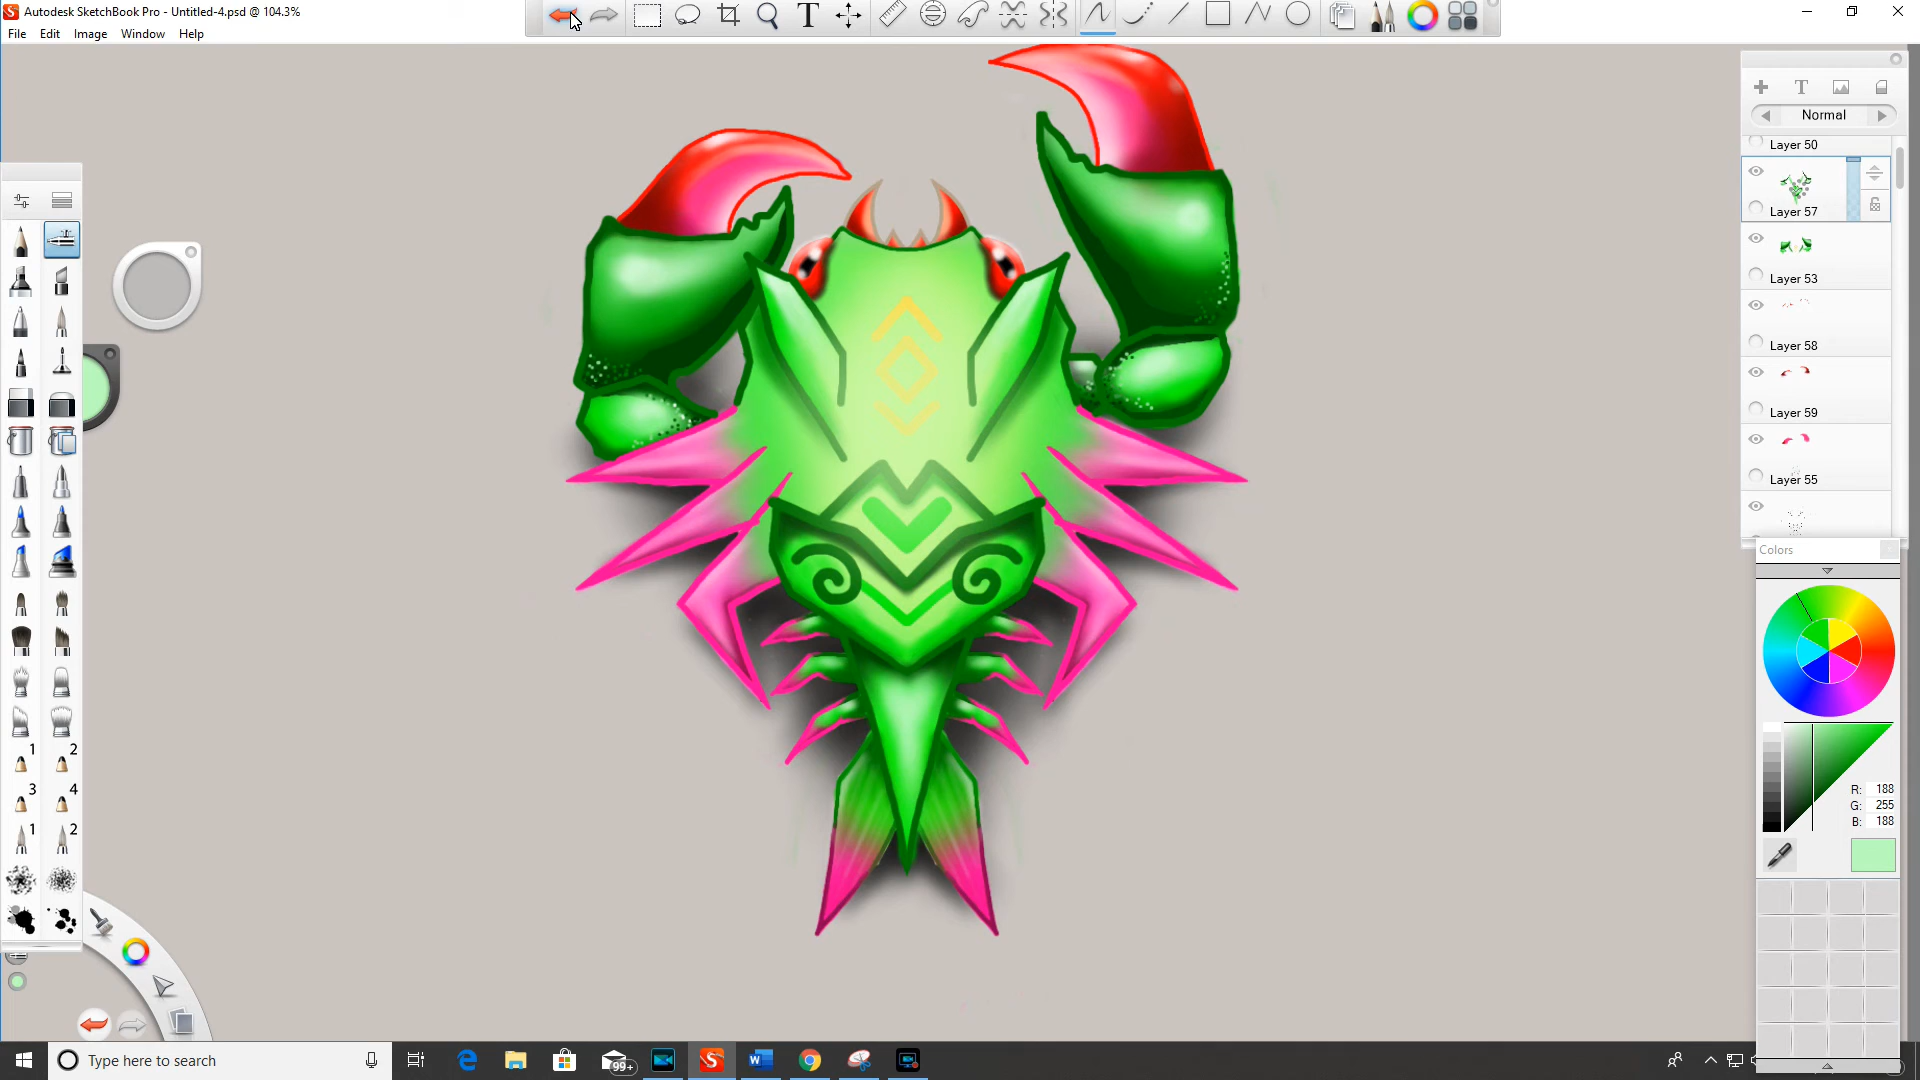 Autodesk SketchBook Pro - Untitled-4.psd @ 104.3%
File Edit Image Window Help
T
T
Normal
Layer 50
Layer 57
Layer 53
Layer 58
Layer 59
Layer 55
Colors
R: 188
G: 255
B: 188
1 2
3 4
1 2
Type here to search
99+